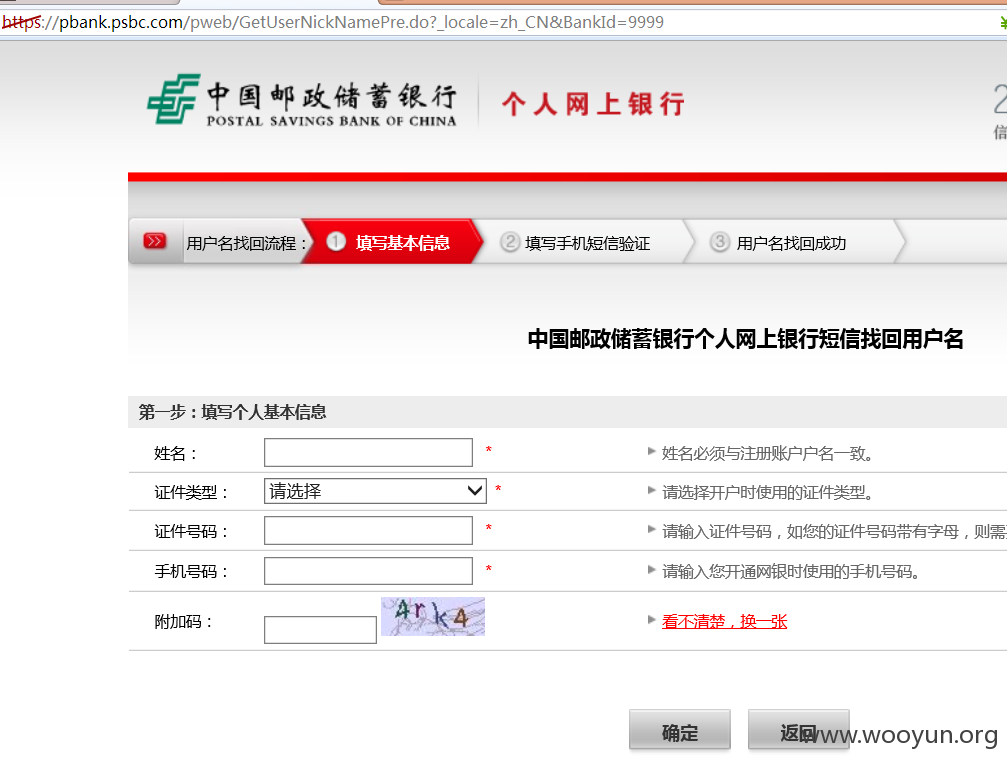 https://pbank.psbc.com/pweb/GetUserNickNamePre.do?_locale=zh_CN&BankId=9999
中国邮政储蓄银行
POSTAL SAVINGS BANK OF CHINA
个人网上银行
2
信
用户名找回流程： 1 填写基本信息 2 填写手机短信验证 3 用户名找回成功
中国邮政储蓄银行个人网上银行短信找回用户名
第一步：填写个人基本信息
姓名： * 姓名必须与注册账户户名一致。
证件类型： 请选择 * 请选择开户时使用的证件类型。
证件号码： * 请输入证件号码，如您的证件号码带有字母，则需
手机号码： * 请输入您开通网银时使用的手机号码。
附加码： 4rk4 看不清楚，换一张
确定 返回
www.wooyun.org